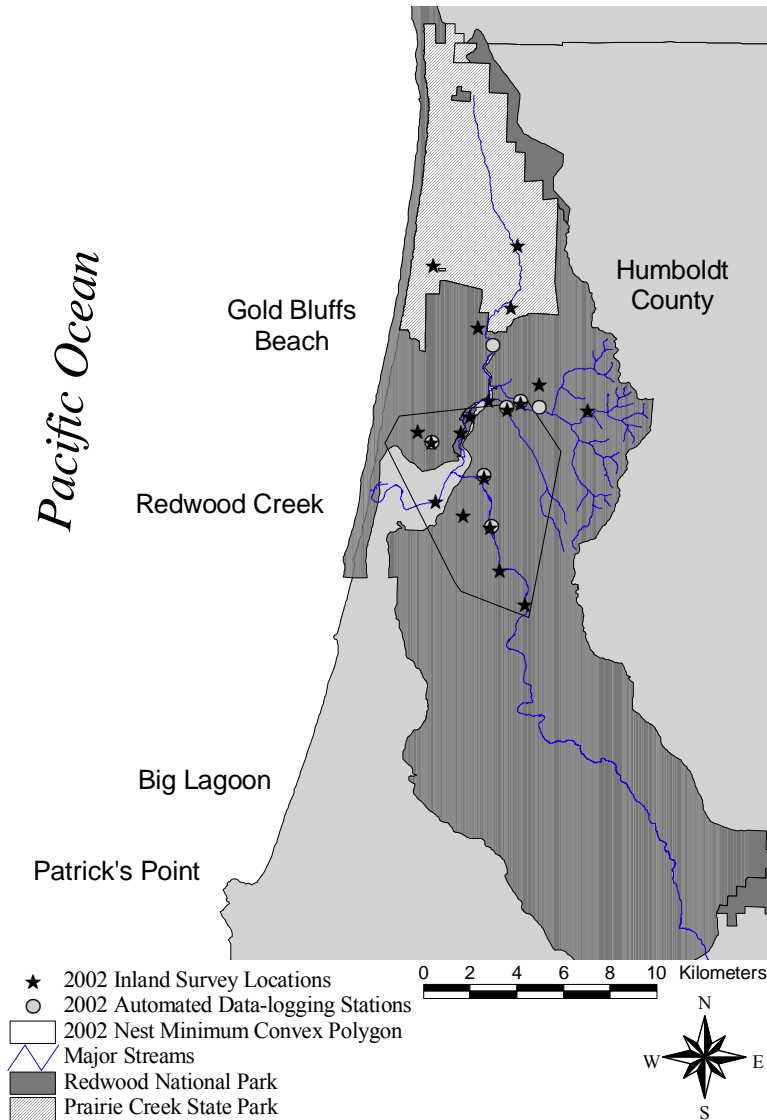 Humboldt
County
Gold Bluffs
Beach
Pacific Ocean
Redwood Creek
Big Lagoon
Patrick's Point
2002 Inland Survey Locations
2002 Automated Data-logging Stations
2002 Nest Minimum Convex Polygon
Major Streams
Redwood National Park
Prairie Creek State Park
0 2 4 6 8 10 Kilometers
N
W E
S